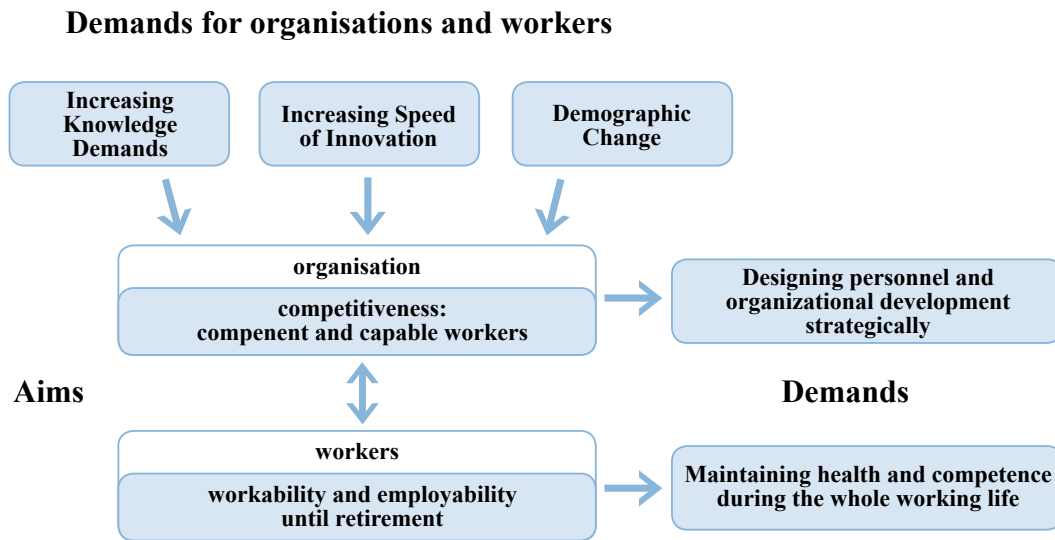 Demands for organisations and workers
Increasing
Knowledge
Demands
Increasing Speed
of Innovation
Demographic
Change
organisation
competitiveness:
compenent and capable workers
Designing personnel and
organizational development
strategically
Aims
Demands
workers
workability and employability
until retirement
Maintaining health and competence
during the whole working life